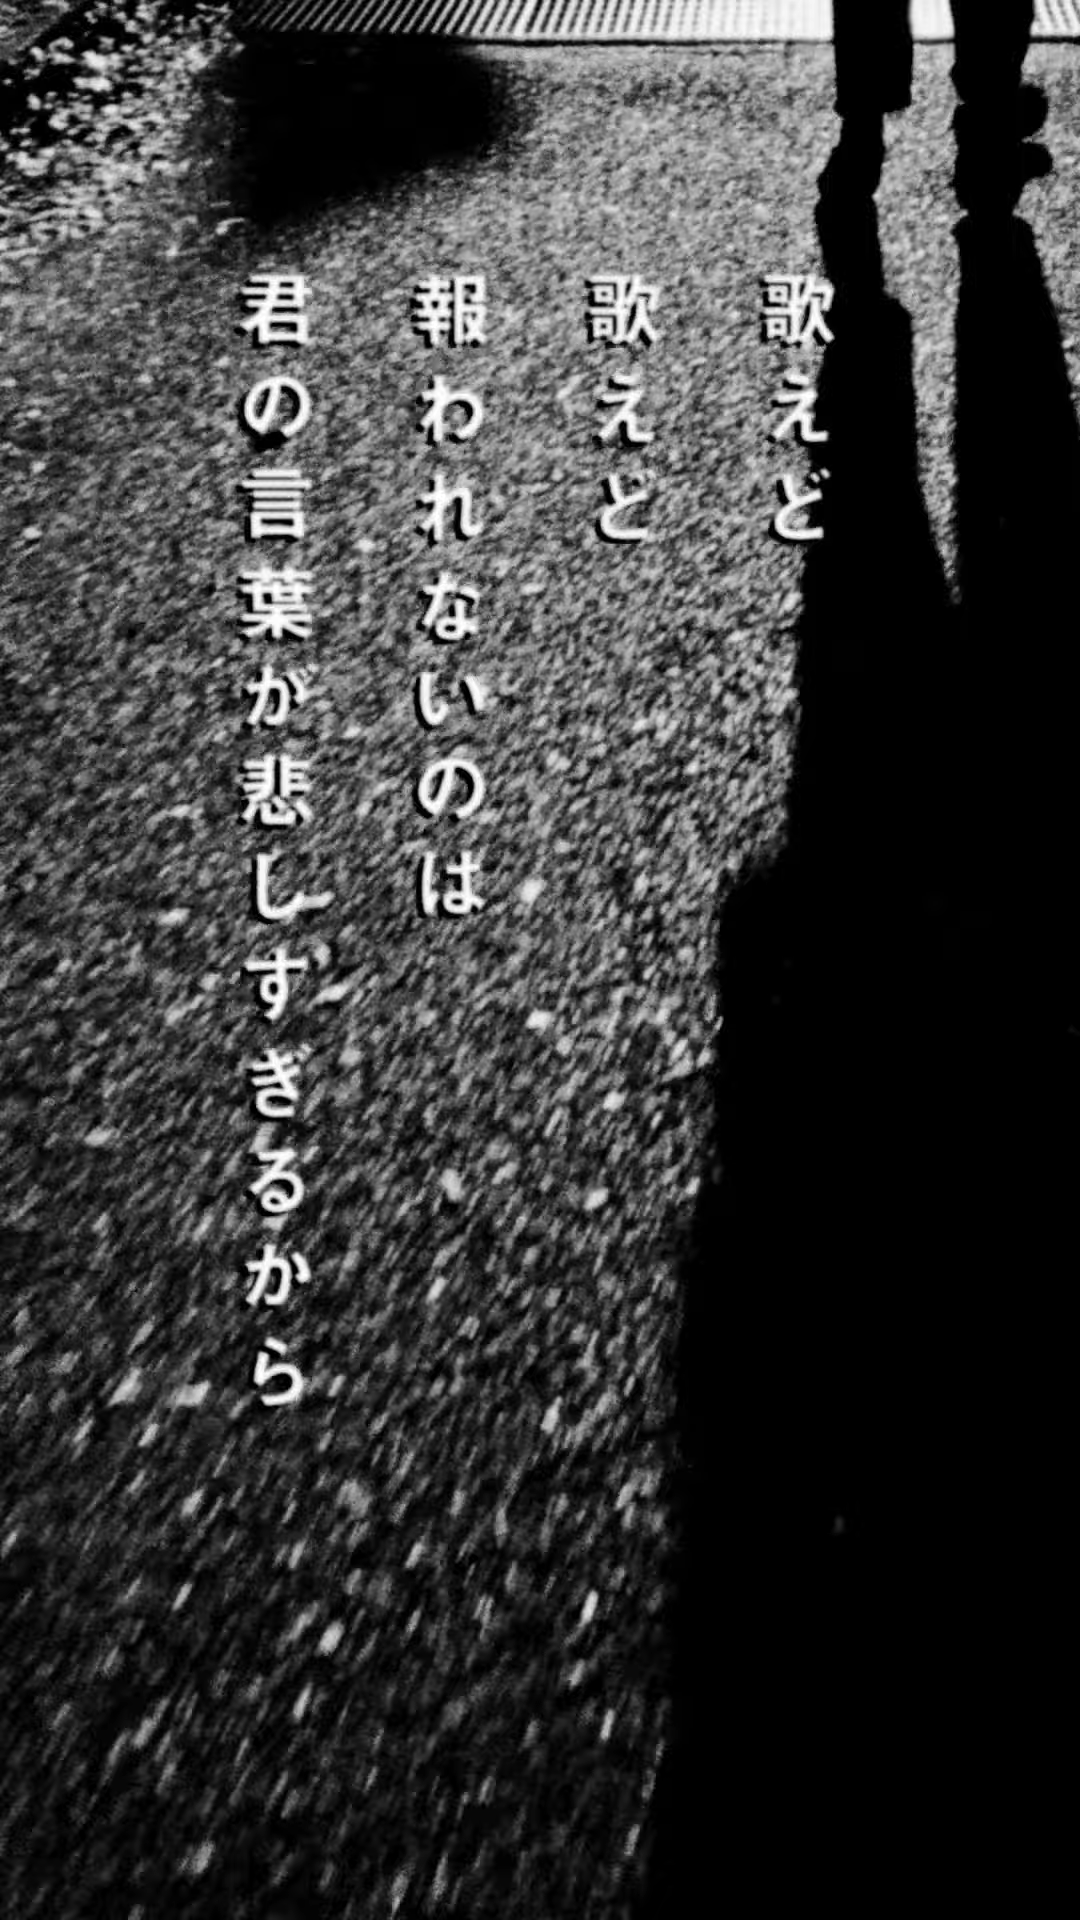 歌えど
歌えど
報われないのは
君の言葉が悲しすぎるから